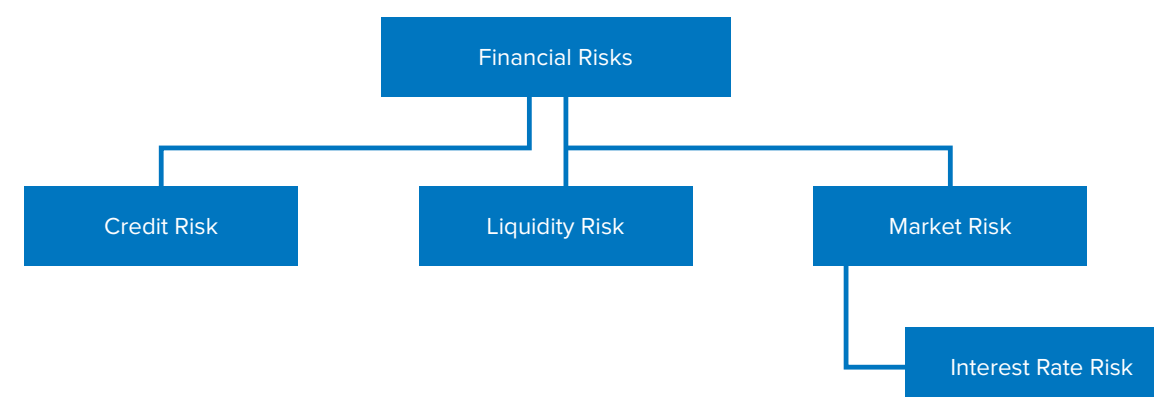 Financial Risks
Credit Risk
Liquidity Risk
Market Risk
Interest Rate Risk